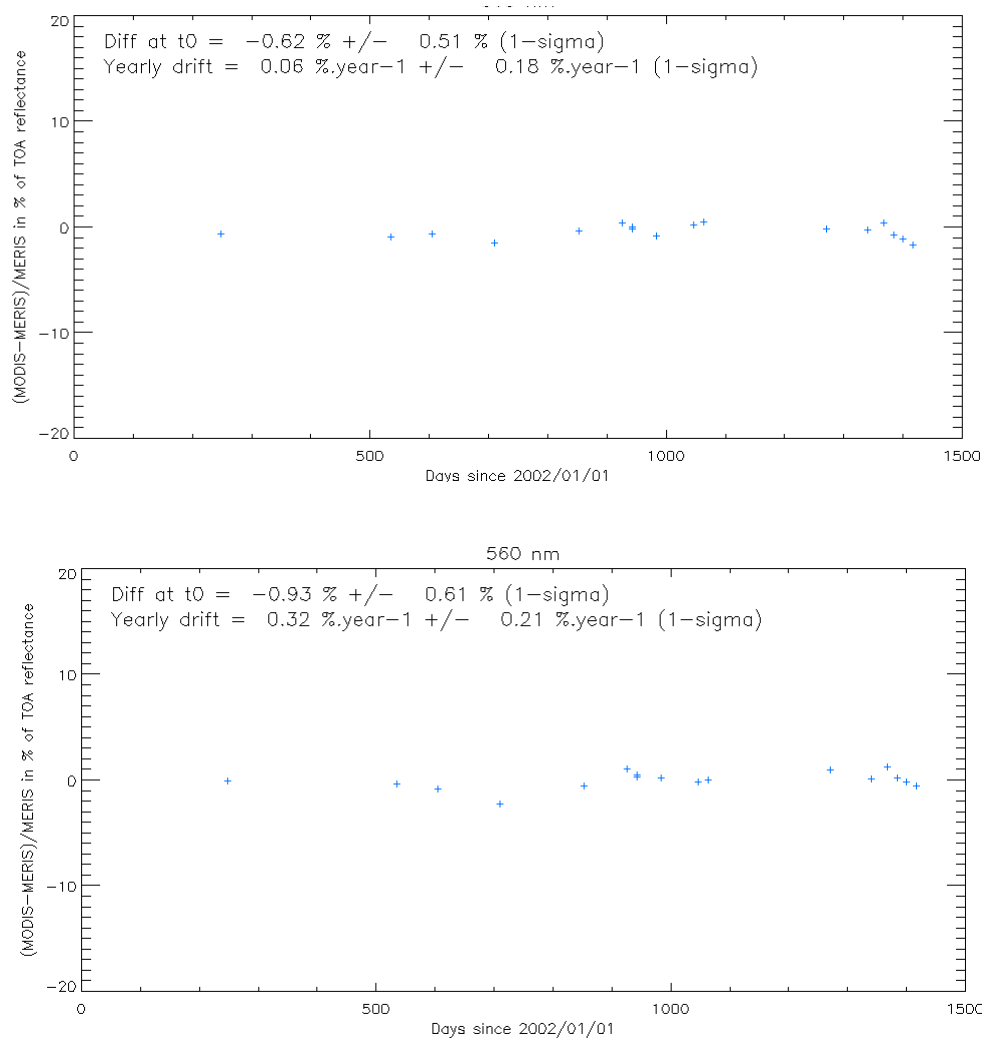 20
Diff at t0 = -0.62 % +/- 0.51 % (1-sigma)
Yearly drift = 0.06 %.year-1 +/- 0.18 %.year-1 (1-sigma)
10
0
-10
-20
(MODIS-MERIS)/MERIS in % of TOA reflectance
0 500 1000 1500
Days since 2002/01/01
560 nm
20
Diff at t0 = -0.93 % +/- 0.61 % (1-sigma)
Yearly drift = 0.32 %.year-1 +/- 0.21 %.year-1 (1-sigma)
10
0
-10
-20
(MODIS-MERIS)/MERIS in % of TOA reflectance
0 500 1000 1500
Days since 2002/01/01